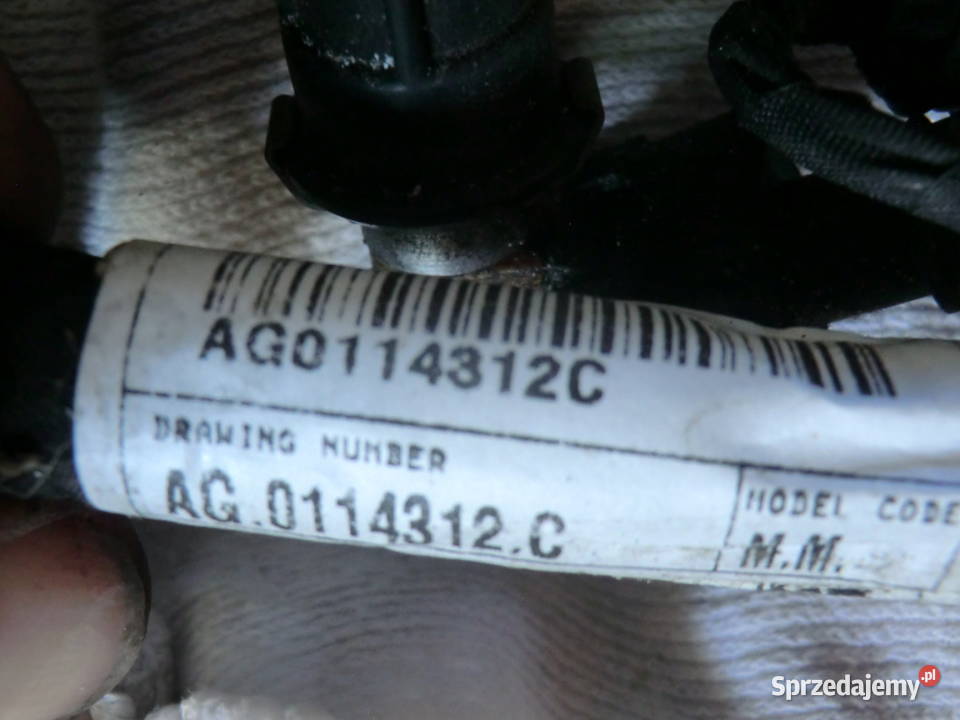 AG0114312C
DRAWING NUMBER
AG.0114312.C
MODEL CODE
M.M.
Sprzedajemy.pl